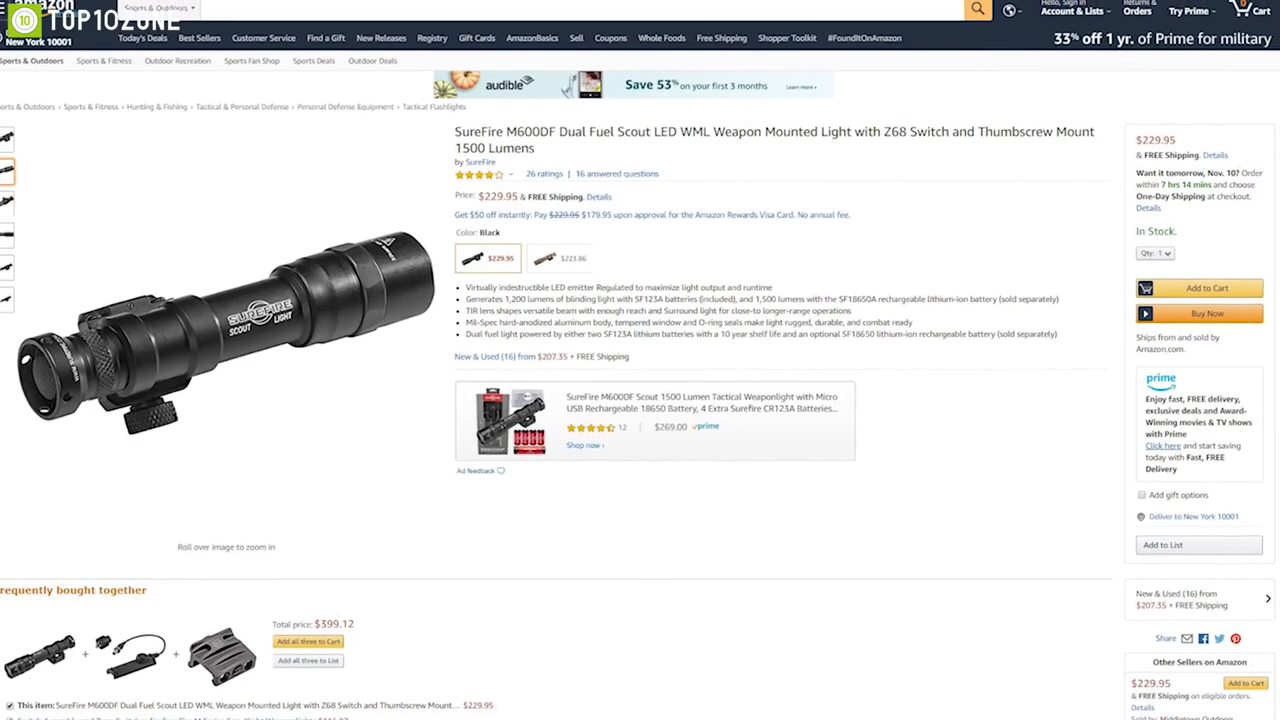 amazon
Sports & Outdoors
Hello, Sign in
Account & Lists
Returns &
Orders
Try Prime
0
Cart
10
TOP10ZONE
New York 10001
Today's Deals Best Sellers Customer Service Find a Gift New Releases Registry Gift Cards AmazonBasics Sell Coupons Whole Foods Free Shipping Shopper Toolkit #FoundItOnAmazon
33% off 1 yr. of Prime for military
Sports & Outdoors Sports & Fitness Outdoor Recreation Sports Fan Shop Sports Deals Outdoor Deals
audible Save 53% on your first 3 months Learn more ▸
orts & Outdoors › Sports & Fitness › Hunting & Fishing › Tactical & Personal Defense › Personal Defense Equipment › Tactical Flashlights
SureFire M600DF Dual Fuel Scout LED WML Weapon Mounted Light with Z68 Switch and Thumbscrew Mount
1500 Lumens
by SureFire
26 ratings | 16 answered questions
Price: $229.95 & FREE Shipping. Details
Get $50 off instantly: Pay $229.95 $179.95 upon approval for the Amazon Rewards Visa Card. No annual fee.
Color: Black
$229.95
$223.86
• Virtually indestructible LED emitter Regulated to maximize light output and runtime
• Generates 1,200 lumens of blinding light with SF123A batteries (included), and 1,500 lumens with the SF18650A rechargeable lithium-ion battery (sold separately)
• TIR lens shapes versatile beam with enough reach and Surround light for close-to longer-range operations
• Mil-Spec hard-anodized aluminum body, tempered window and O-ring seals make light rugged, durable, and combat ready
• Dual fuel light powered by either two SF123A lithium batteries with a 10 year shelf life and an optional SF18650 lithium-ion rechargeable battery (sold separately)
New & Used (16) from $207.35 + FREE Shipping
SureFire M600DF Scout 1500 Lumen Tactical Weaponlight with Micro
USB Rechargeable 18650 Battery, 4 Extra Surefire CR123A Batteries...
12 | $269.00 prime
Shop now ›
Ad feedback
SUREFIRE
SCOUT LIGHT
Roll over image to zoom in
$229.95
& FREE Shipping. Details
Want it tomorrow, Nov. 10? Order
within 7 hrs 14 mins and choose
One-Day Shipping at checkout.
Details
In Stock.
Qty: 1
Add to Cart
Buy Now
Ships from and sold by
Amazon.com.
prime
Enjoy fast, FREE delivery,
exclusive deals and Award-
Winning movies & TV shows
with Prime
Click here and start saving
today with Fast, FREE
Delivery
Add gift options
Deliver to New York 10001
Add to List
New & Used (16) from
$207.35 + FREE Shipping
Share
Other Sellers on Amazon
$229.95
Add to Cart
& FREE Shipping on eligible orders.
Details
Sold by: Middletown Outdoors
requently bought together
Total price: $399.12
Add all three to Cart
Add all three to List
+ +
This item: SureFire M600DF Dual Fuel Scout LED WML Weapon Mounted Light with Z68 Switch and Thumbscrew Mount... $229.95